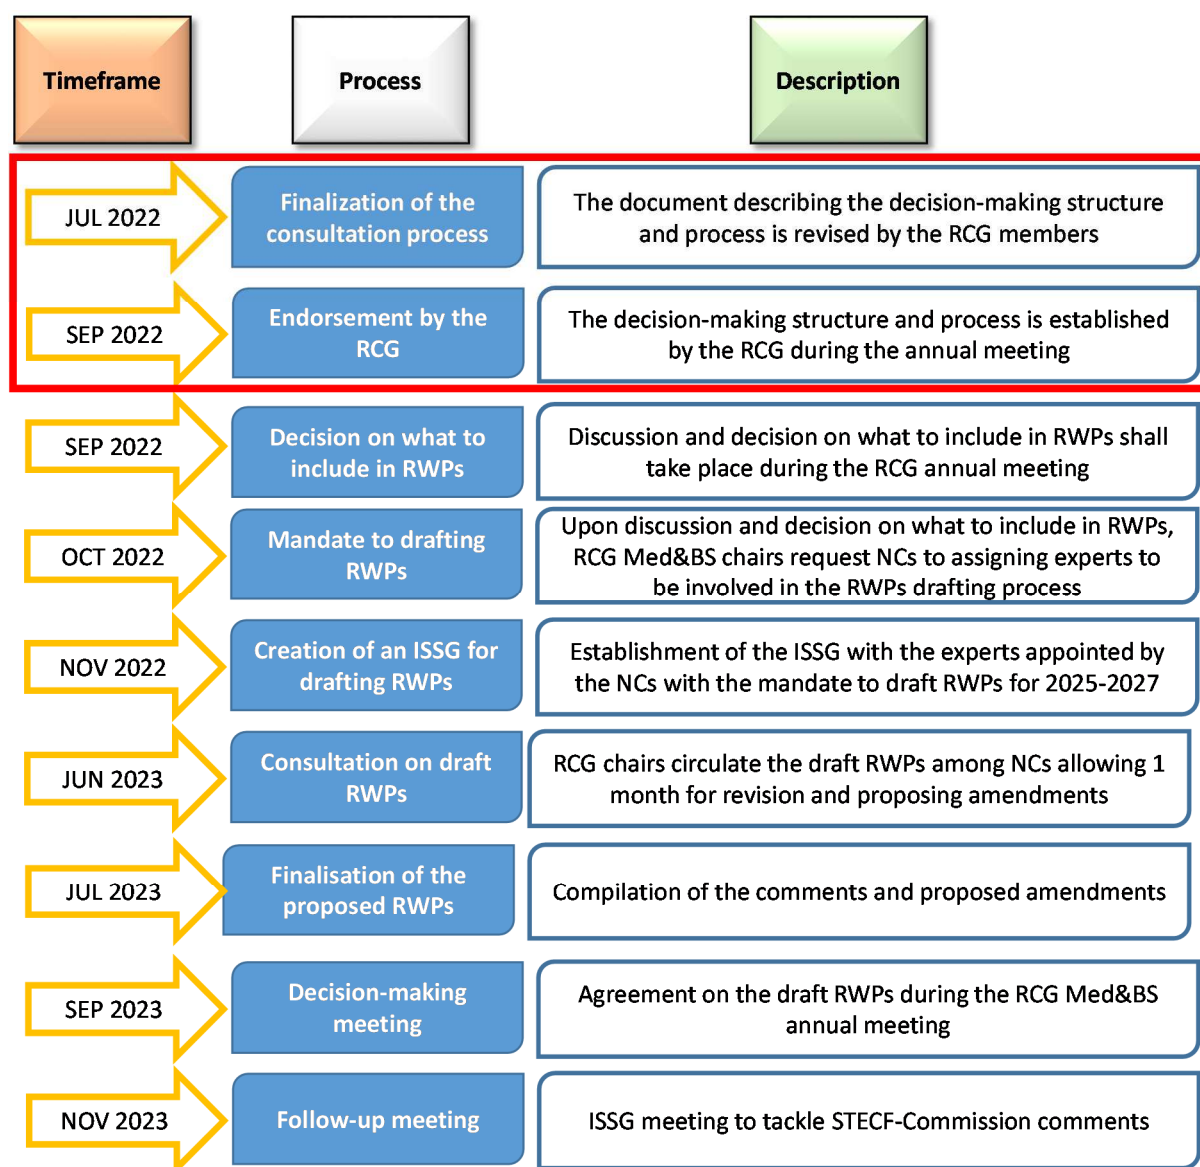 Timeframe
Process
Description
JUL 2022
Finalization of the
consultation process
The document describing the decision-making structure
and process is revised by the RCG members
SEP 2022
Endorsement by the
RCG
The decision-making structure and process is established
by the RCG during the annual meeting
SEP 2022
Decision on what to
include in RWPs
Discussion and decision on what to include in RWPs shall
take place during the RCG annual meeting
OCT 2022
Mandate to drafting
RWPs
Upon discussion and decision on what to include in RWPs,
RCG Med&BS chairs request NCs to assigning experts to
be involved in the RWPs drafting process
NOV 2022
Creation of an ISSG for
drafting RWPs
Establishment of the ISSG with the experts appointed by
the NCs with the mandate to draft RWPs for 2025-2027
JUN 2023
Consultation on draft
RWPs
RCG chairs circulate the draft RWPs among NCs allowing 1
month for revision and proposing amendments
JUL 2023
Finalisation of the
proposed RWPs
Compilation of the comments and proposed amendments
SEP 2023
Decision-making
meeting
Agreement on the draft RWPs during the RCG Med&BS
annual meeting
NOV 2023
Follow-up meeting
ISSG meeting to tackle STECF-Commission comments